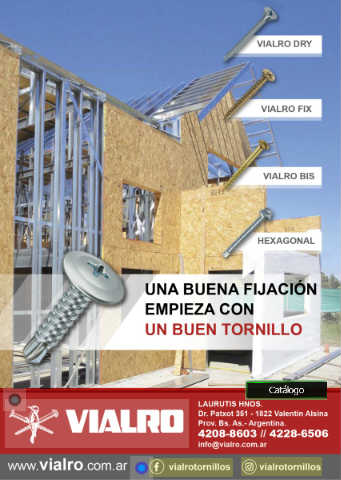 VIALRO DRY
VIALRO FIX
VIALRO BIS
HEXAGONAL
UNA BUENA FIJACIÓN
EMPIEZA CON
UN BUEN TORNILLO
Catálogo
VIALRO
LAURUTIS HNOS.
Dr. Patxot 351 - 1822 Valentín Alsina
Prov. Bs. As.- Argentina.
4208-8603 // 4228-6506
info@vialro.com.ar
www.vialro.com.ar
vialrotornillos
vialrotornillos